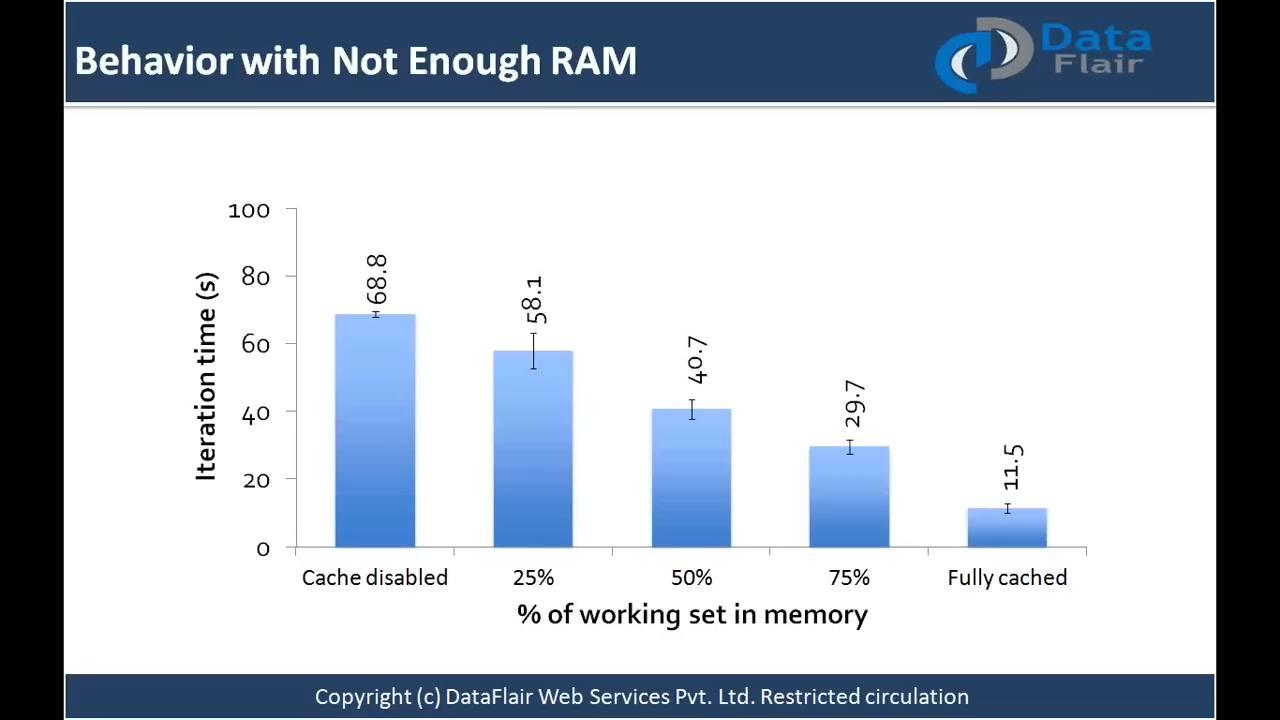 Behavior with Not Enough RAM
Data
Flair
100
80
60
40
20
0
Iteration time (s)
68.8
58.1
40.7
29.7
11.5
Cache disabled
25%
50%
75%
Fully cached
% of working set in memory
Copyright (c) DataFlair Web Services Pvt. Ltd. Restricted circulation